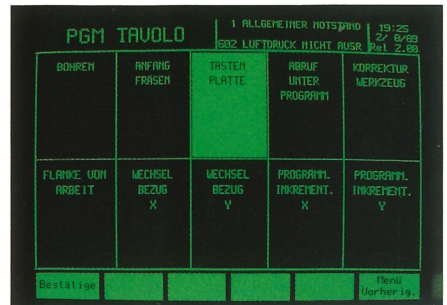 PGM TAVOLO
1 ALLGEMEINER NOTSTAND
602 LUFTDRUCK NICHT AUSR
19:25
2/ 8/89
Rel 2.00
BOHREN
ANFANG
FRÄSEN
TASTEN
PLATTE
ABRUF
UNTER
PROGRAMM
KORREKTUR
WERKZEUG
FLANKE VON
ARBEIT
WECHSEL
BEZUG
X
WECHSEL
BEZUG
Y
PROGRAMM.
INKREMENT.
X
PROGRAMM.
INKREMENT.
Y
Bestätige
Menü
Vorherig.